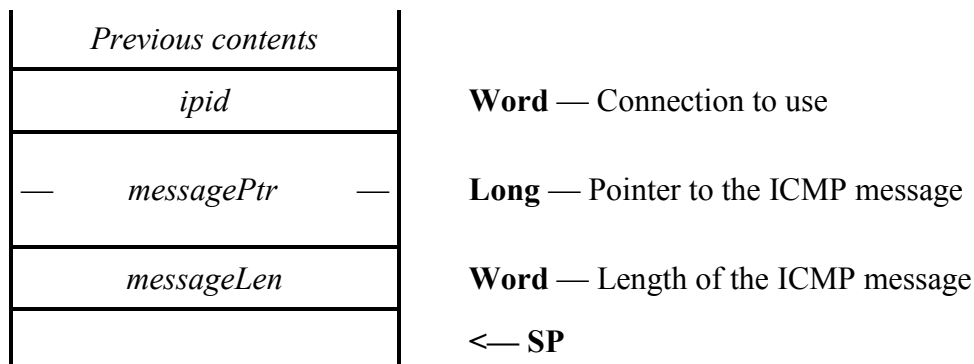 Previous contents
ipid Word — Connection to use
— messagePtr — Long — Pointer to the ICMP message
messageLen Word — Length of the ICMP message
<— SP